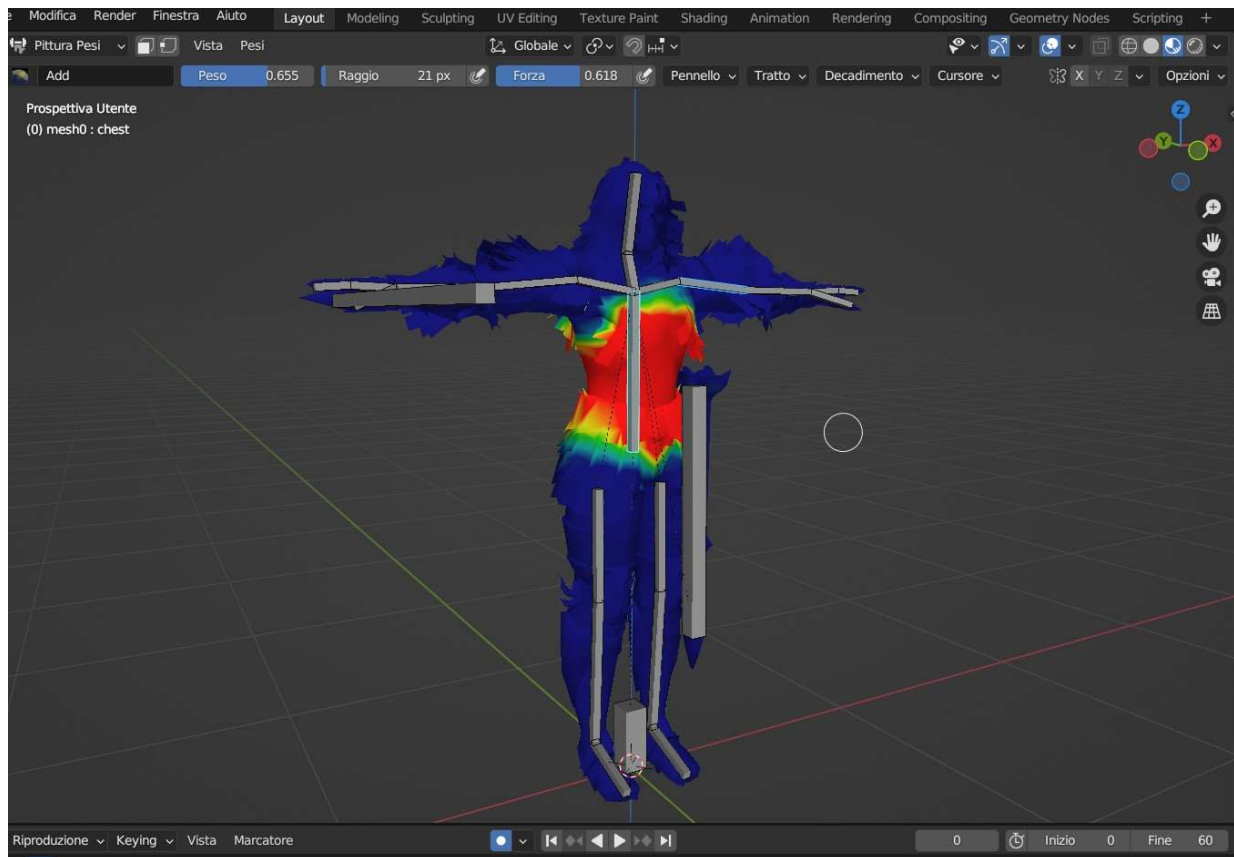 e Modifica Render Finestra Aiuto Layout Modeling Sculpting UV Editing Texture Paint Shading Animation Rendering Compositing Geometry Nodes Scripting +
Pittura Pesi Vista Pesi Globale
Add Peso 0.655 Raggio 21 px Forza 0.618 Pennello Tratto Decadimento Cursore X Y Z Opzioni
Prospettiva Utente
(0) mesh0 : chest
Z
Y X
Riproduzione Keying Vista Marcatore 0 Inizio 0 Fine 60